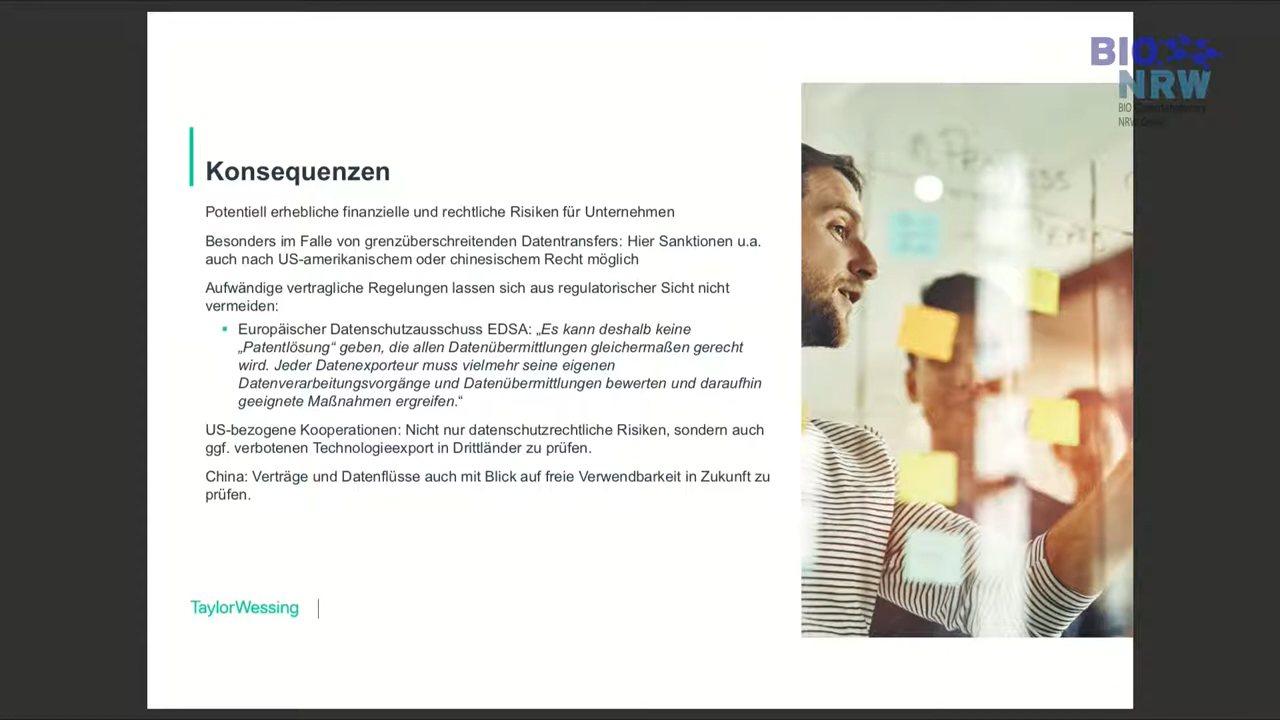 BIO
NRW
BIO
NRW
Konsequenzen
Potentiell erhebliche finanzielle und rechtliche Risiken für Unternehmen
Besonders im Falle von grenzüberschreitenden Datentransfers: Hier Sanktionen u.a.
auch nach US-amerikanischem oder chinesischem Recht möglich
Aufwändige vertragliche Regelungen lassen sich aus regulatorischer Sicht nicht
vermeiden:
▪ Europäischer Datenschutzausschuss EDSA: „Es kann deshalb keine
„Patentlösung“ geben, die allen Datenübermittlungen gleichermaßen gerecht
wird. Jeder Datenexporteur muss vielmehr seine eigenen
Datenverarbeitungsvorgänge und Datenübermittlungen bewerten und daraufhin
geeignete Maßnahmen ergreifen.“
US-bezogene Kooperationen: Nicht nur datenschutzrechtliche Risiken, sondern auch
ggf. verbotenen Technologieexport in Drittländer zu prüfen.
China: Verträge und Datenflüsse auch mit Blick auf freie Verwendbarkeit in Zukunft zu
prüfen.
TaylorWessing